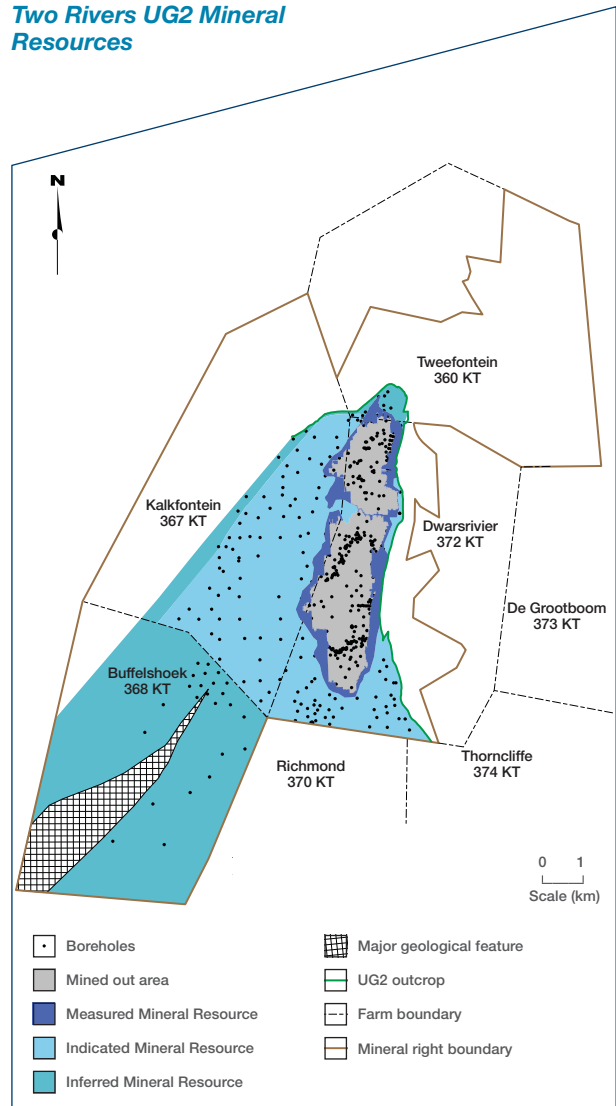 Two Rivers UG2 Mineral
Resources
N
Tweefontein
360 KT
Kalkfontein
367 KT
Dwarsrivier
372 KT
De Grootboom
373 KT
Buffelshoek
368 KT
Richmond
370 KT
Thorncliffe
374 KT
0 1
Scale (km)
Boreholes
Mined out area
Measured Mineral Resource
Indicated Mineral Resource
Inferred Mineral Resource
Major geological feature
UG2 outcrop
Farm boundary
Mineral right boundary